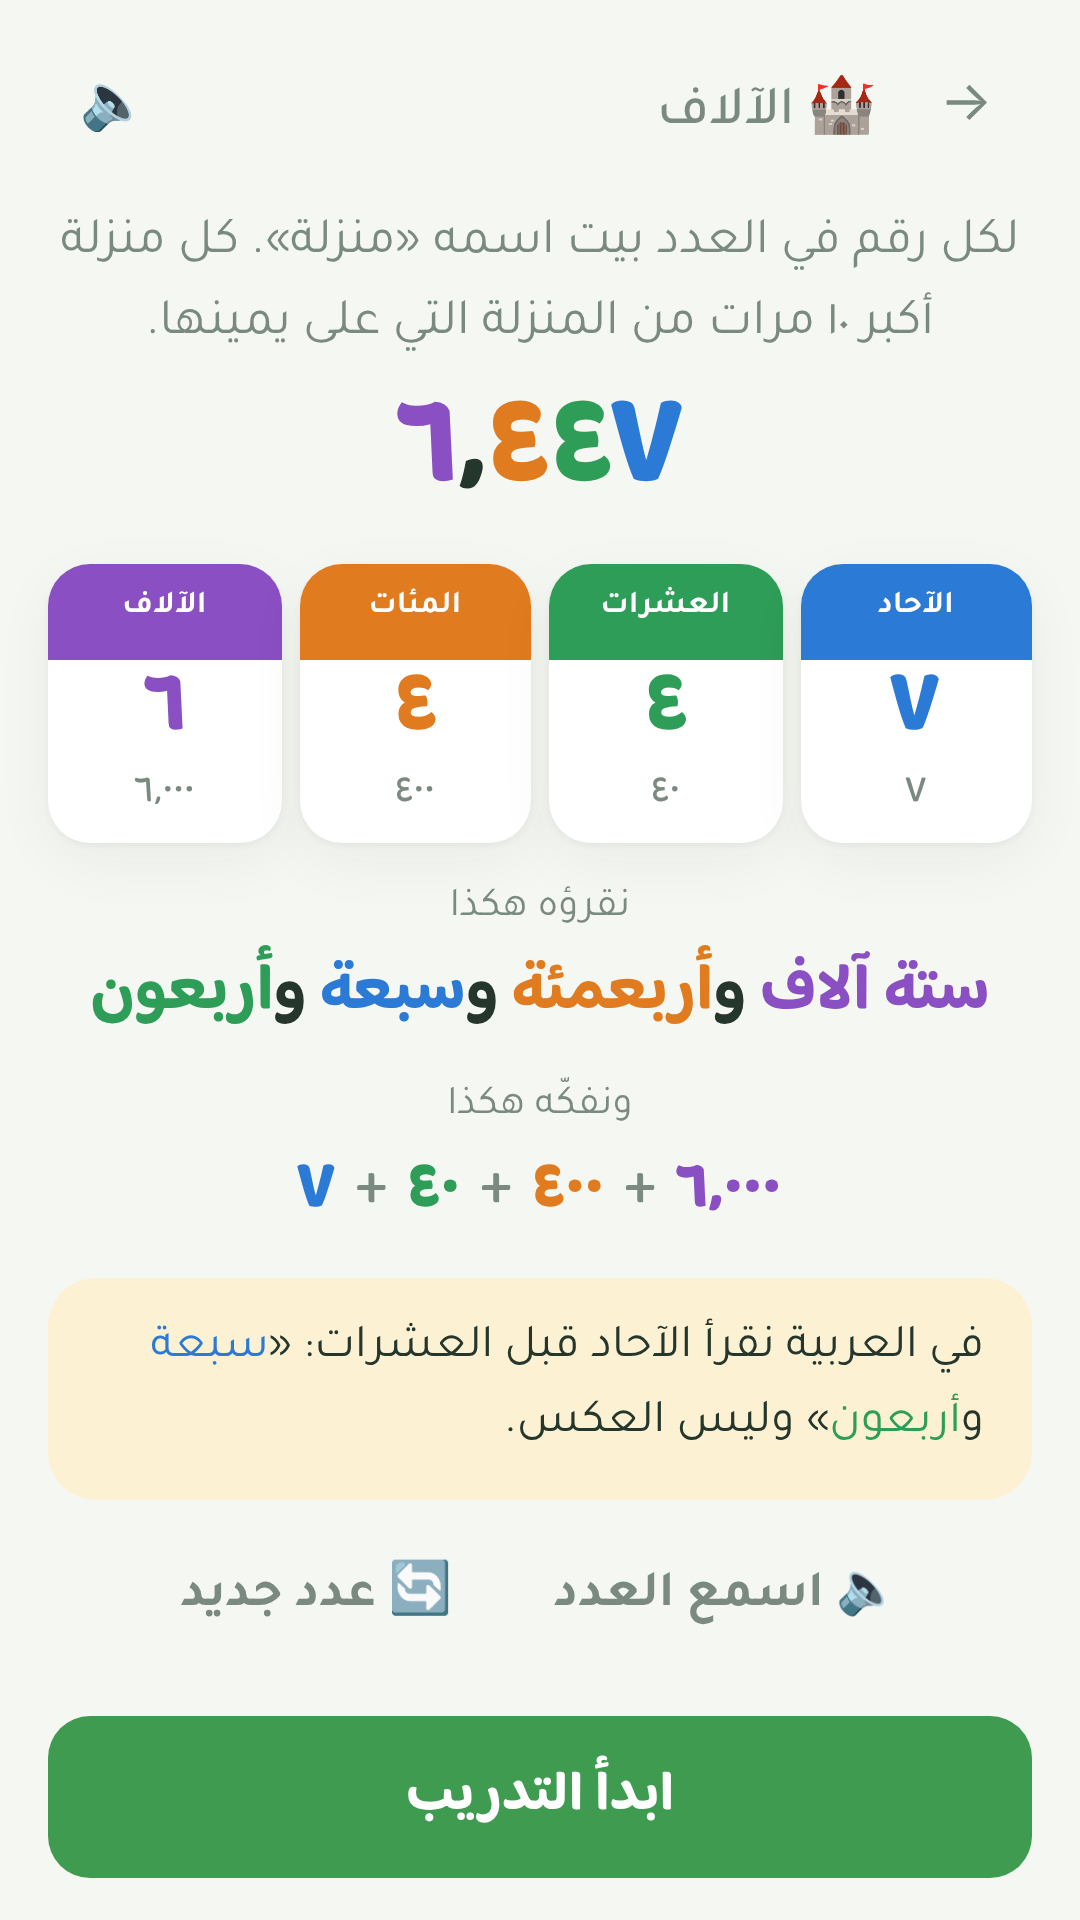 🏰 الآلاف
لكل رقم في العدد بيت اسمه «منزلة». كل منزلة
أكبر ١٠ مرات من المنزلة التي على يمينها.
٦,٤٤٧
الآحاد العشرات المئات الآلاف
٧ ٤ ٤ ٦
٧ ٤٠ ٤٠٠ ٦,٠٠٠
نقرؤه هكذا
ستة آلاف وأربعمئة وسبعة وأربعون
ونفكّه هكذا
٦,٠٠٠ + ٤٠٠ + ٤٠ + ٧
في العربية نقرأ الآحاد قبل العشرات: «سبعة
وأربعون» وليس العكس.
🔈 اسمع العدد 🔄 عدد جديد
ابدأ التدريب